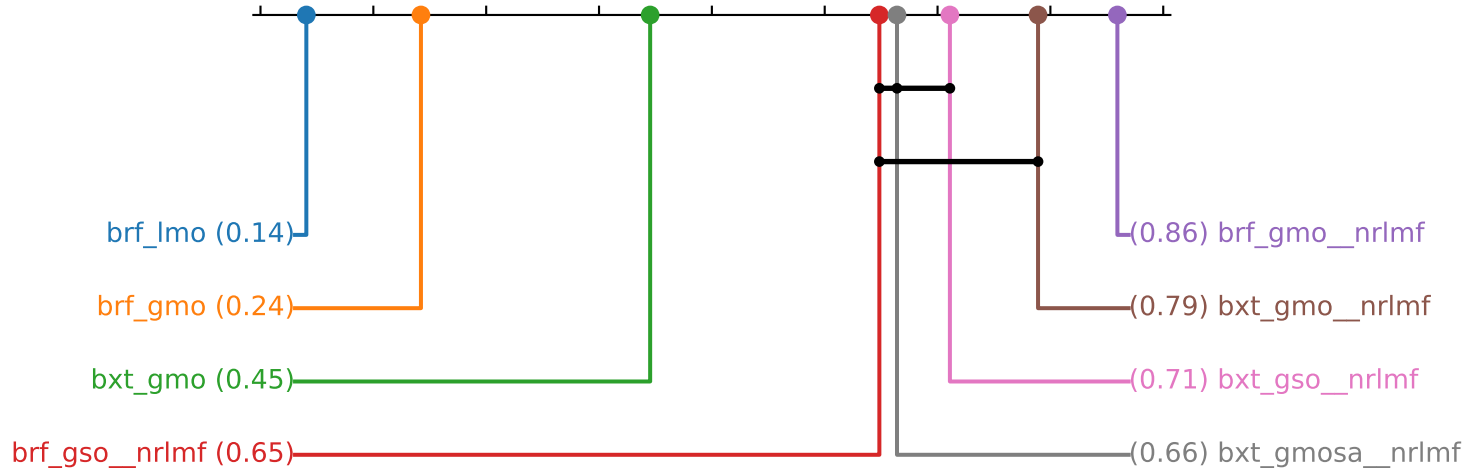 brf_lmo (0.14)
(0.86) brf_gmo__nrlmf
brf_gmo (0.24)
(0.79) bxt_gmo__nrlmf
bxt_gmo (0.45)
(0.71) bxt_gso__nrlmf
brf_gso__nrlmf (0.65)
(0.66) bxt_gmosa__nrlmf